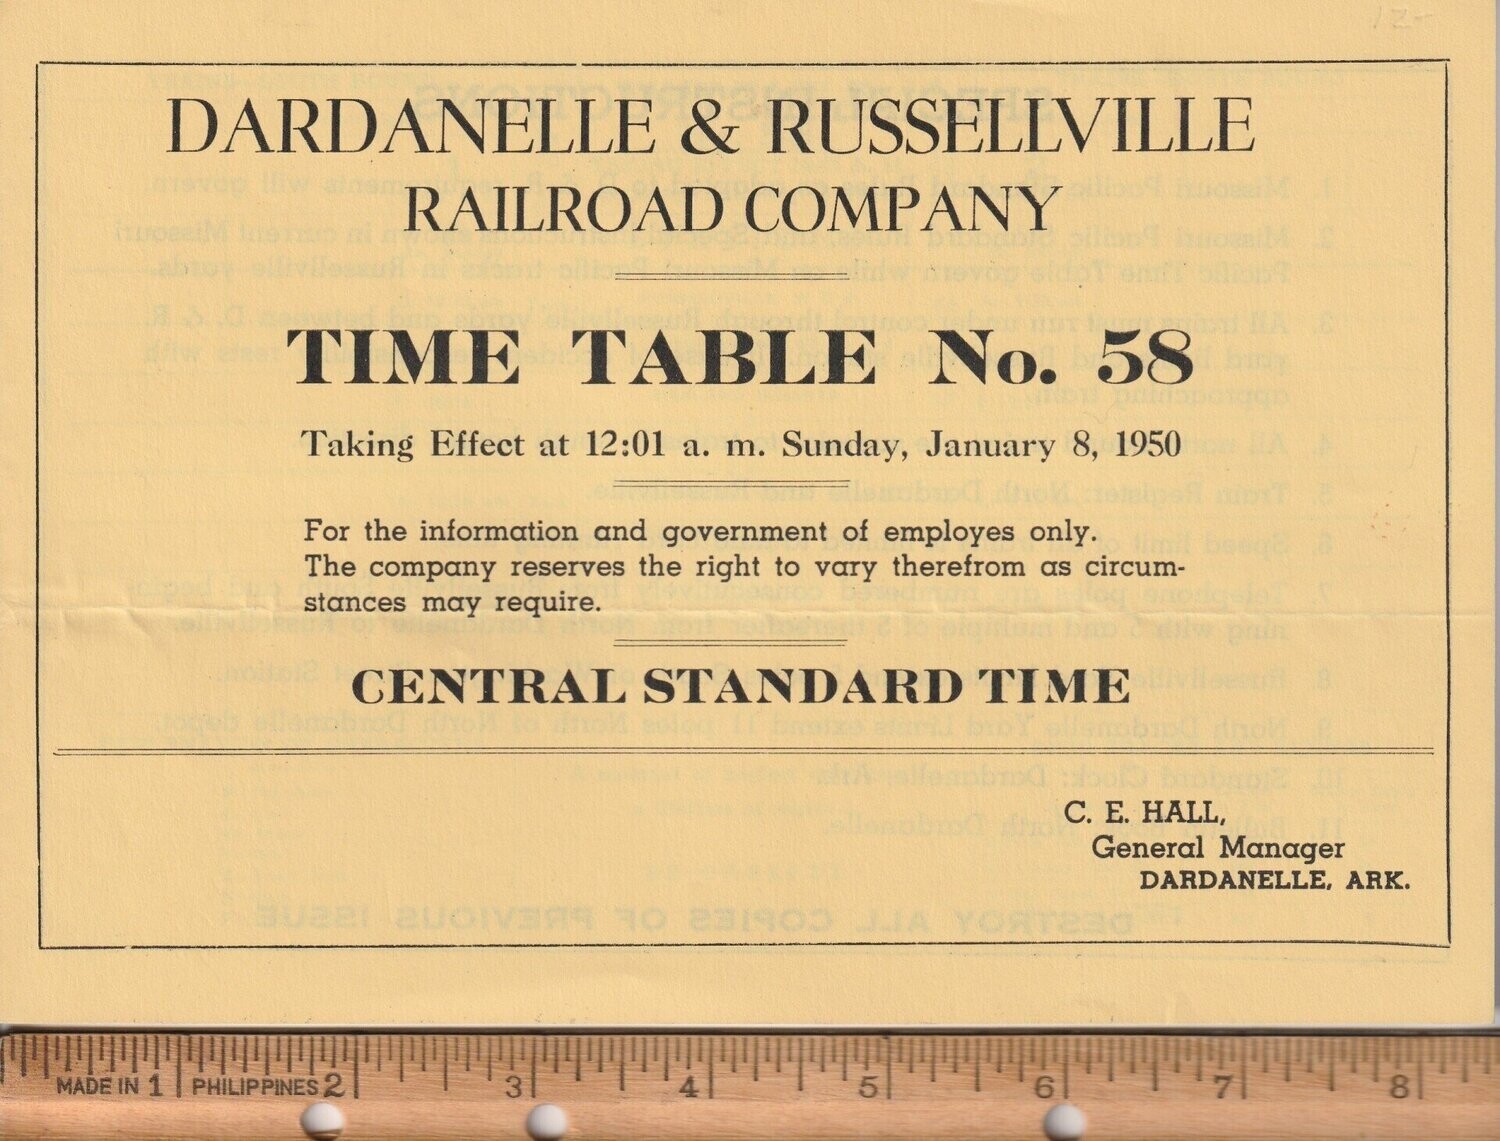 DARDANELLE & RUSSELLVILLE
RAILROAD COMPANY
TIME TABLE No. 58
Taking Effect at 12:01 a. m. Sunday, January 8, 1950
For the information and government of employes only.
The company reserves the right to vary therefrom as circum-
stances may require.
CENTRAL STANDARD TIME
C. E. HALL,
General Manager
DARDANELLE, ARK.
MADE IN 1 PHILIPPINES 2 3 4 5 6 7 8